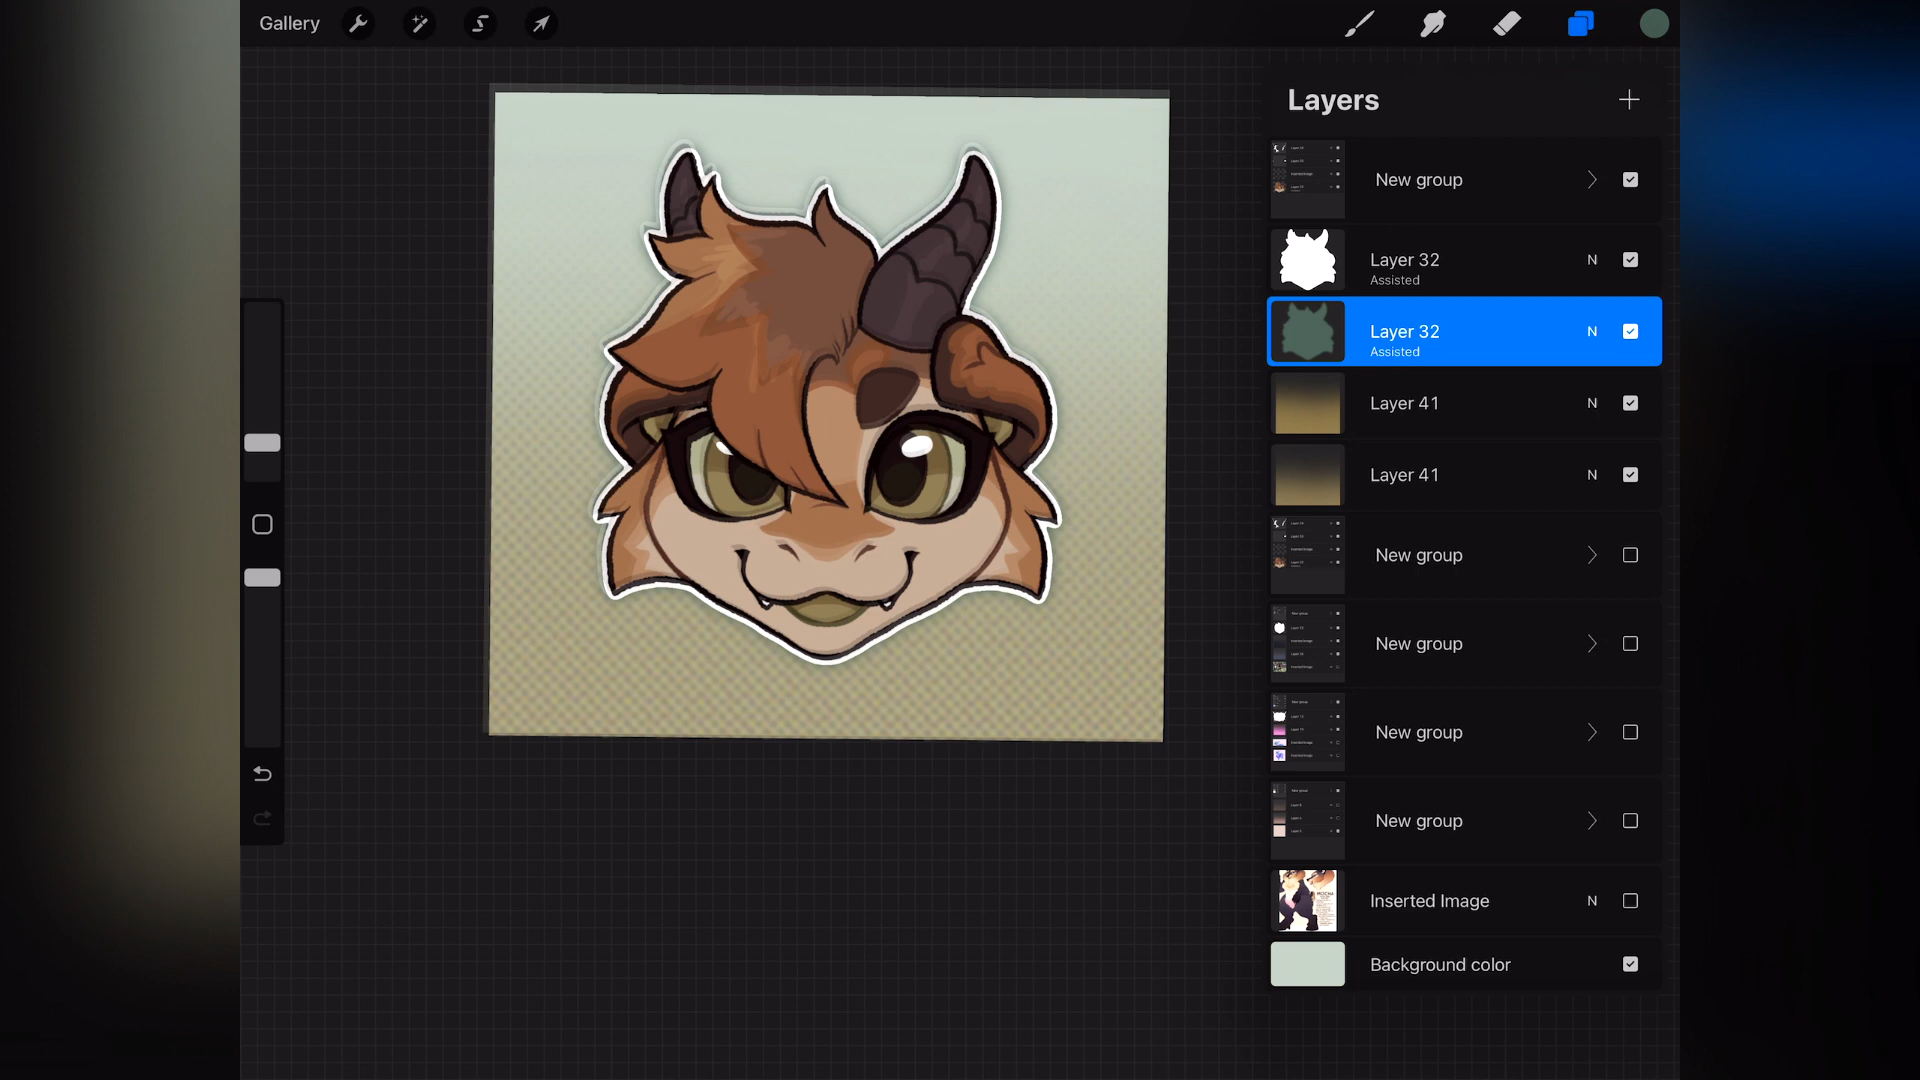 Gallery
Layers
New group
Layer 32
N
Assisted
Layer 32
N
Assisted
Layer 41
N
Layer 41
N
New group
New group
New group
New group
Inserted Image
N
Background color